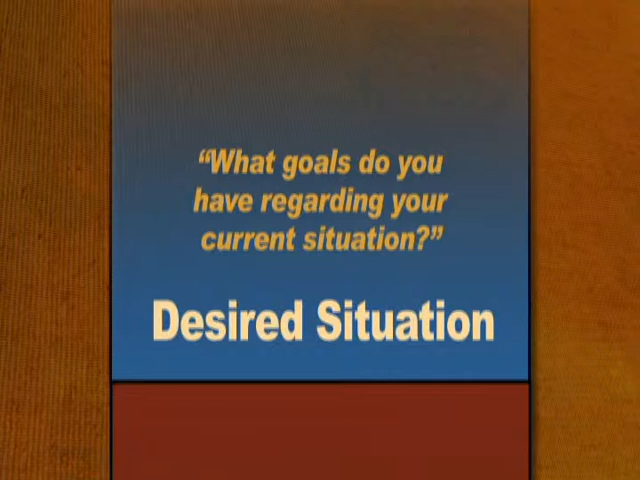 “What goals do you
have regarding your
current situation?”
Desired Situation